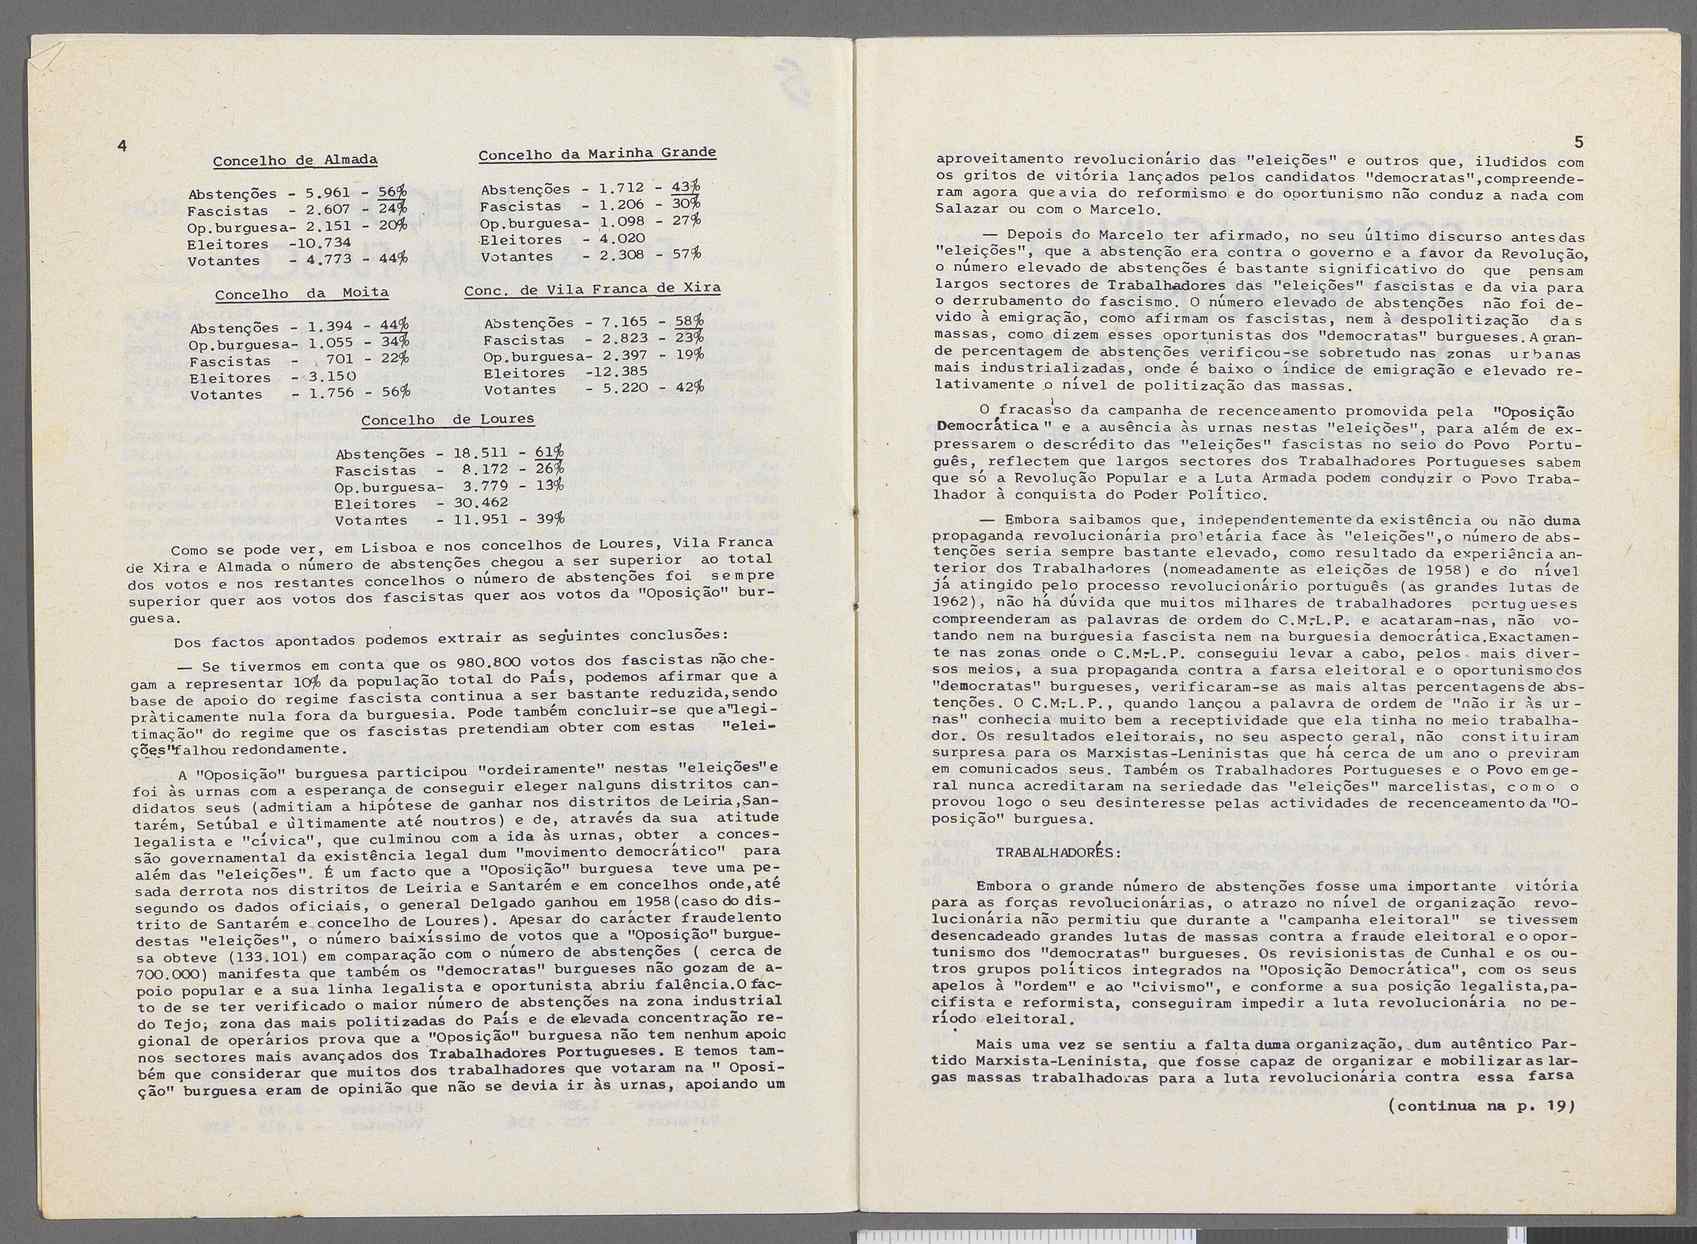 4
Concelho de Almada
Abstenções - 5.961 - 56%
Fascistas - 2.607 - 24%
Op.burguesa- 2.151 - 20%
Eleitores -10.734
Votantes - 4.773 - 44%
Concelho da Marinha Grande
Abstenções - 1.712 - 43%
Fascistas - 1.206 - 30%
Op.burguesa- 1.098 - 27%
Eleitores - 4.020
Votantes - 2.308 - 57%
Concelho da Moita
Abstenções - 1.394 - 44%
Op.burguesa- 1.055 - 34%
Fascistas - 701 - 22%
Eleitores - 3.150
Votantes - 1.756 - 56%
Conc. de Vila Franca de Xira
Abstenções - 7.165 - 58%
Fascistas - 2.823 - 23%
Op.burguesa- 2.397 - 19%
Eleitores -12.385
Votantes - 5.220 - 42%
Concelho de Loures
Abstenções - 18.511 - 61%
Fascistas - 8.172 - 26%
Op.burguesa- 3.779 - 13%
Eleitores - 30.462
Votantes - 11.951 - 39%
Como se pode ver, em Lisboa e nos concelhos de Loures, Vila Franca
de Xira e Almada o número de abstenções chegou a ser superior ao total
dos votos e nos restantes concelhos o número de abstenções foi sempre
superior quer aos votos dos fascistas quer aos votos da "Oposição" bur-
guesa.
Dos factos apontados podemos extrair as seguintes conclusões:
— Se tivermos em conta que os 980.800 votos dos fascistas não che-
gam a representar 10% da população total do País, podemos afirmar que a
base de apoio do regime fascista continua a ser bastante reduzida,sendo
pràticamente nula fora da burguesia. Pode também concluir-se que a"legi-
timação" do regime que os fascistas pretendiam obter com estas "elei-
ções"falhou redondamente.
A "Oposição" burguesa participou "ordeiramente" nestas "eleições"e
foi às urnas com a esperança de conseguir eleger nalguns distritos can-
didatos seus (admitiam a hipótese de ganhar nos distritos de Leiria,San-
tarém, Setúbal e ùltimamente até noutros) e de, através da sua atitude
legalista e "cívica", que culminou com a ida às urnas, obter a conces-
são governamental da existência legal dum "movimento democrático" para
além das "eleições". É um facto que a "Oposição" burguesa teve uma pe-
sada derrota nos distritos de Leiria e Santarém e em concelhos onde,até
segundo os dados oficiais, o general Delgado ganhou em 1958(caso do dis-
trito de Santarém e concelho de Loures). Apesar do carácter fraudelento
destas "eleições", o número baixíssimo de votos que a "Oposição" burgue-
sa obteve (133.101) em comparação com o número de abstenções ( cerca de
700.000) manifesta que também os "democratas" burgueses não gozam de a-
poio popular e a sua linha legalista e oportunista abriu falência.O fac-
to de se ter verificado o maior número de abstenções na zona industrial
do Tejo; zona das mais politizadas do País e de elevada concentração re-
gional de operários prova que a "Oposição" burguesa não tem nenhum apoio
nos sectores mais avançados dos Trabalhadores Portugueses. E temos tam-
bém que considerar que muitos dos trabalhadores que votaram na " Oposi-
ção" burguesa eram de opinião que não se devia ir às urnas, apoiando um
5
aproveitamento revolucionário das "eleições" e outros que, iludidos com
os gritos de vitória lançados pelos candidatos "democratas",compreende-
ram agora que a via do reformismo e do oportunismo não conduz a nada com
Salazar ou com o Marcelo.
— Depois do Marcelo ter afirmado, no seu último discurso antes das
"eleições", que a abstenção era contra o governo e a favor da Revolução,
o número elevado de abstenções é bastante significativo do que pensam
largos sectores de Trabalhadores das "eleições" fascistas e da via para
o derrubamento do fascismo. O número elevado de abstenções não foi de-
vido à emigração, como afirmam os fascistas, nem à despolitização das
massas, como dizem esses oportunistas dos "democratas" burgueses.A gran-
de percentagem de abstenções verificou-se sobretudo nas zonas urbanas
mais industrializadas, onde é baixo o índice de emigração e elevado re-
lativamente o nível de politização das massas.
O fracasso da campanha de recenceamento promovida pela "Oposição
Democrática" e a ausência às urnas nestas "eleições", para além de ex-
pressarem o descrédito das "eleições" fascistas no seio do Povo Portu-
guês, reflectem que largos sectores dos Trabalhadores Portugueses sabem
que só a Revolução Popular e a Luta Armada podem conduzir o Povo Traba-
lhador à conquista do Poder Político.
— Embora saibamos que, independentemente da existência ou não duma
propaganda revolucionária proletária face às "eleições",o número de abs-
tenções seria sempre bastante elevado, como resultado da experiência an-
terior dos Trabalhadores (nomeadamente as eleições de 1958) e do nível
já atingido pelo processo revolucionário português (as grandes lutas de
1962), não há dúvida que muitos milhares de trabalhadores portugueses
compreenderam as palavras de ordem do C.M-L.P. e acataram-nas, não vo-
tando nem na burguesia fascista nem na burguesia democrática.Exactamen-
te nas zonas onde o C.M-L.P. conseguiu levar a cabo, pelos mais diver-
sos meios, a sua propaganda contra a farsa eleitoral e o oportunismo dos
"democratas" burgueses, verificaram-se as mais altas percentagens de abs-
tenções. O C.M-L.P., quando lançou a palavra de ordem de "não ir às ur-
nas" conhecia muito bem a receptividade que ela tinha no meio trabalha-
dor. Os resultados eleitorais, no seu aspecto geral, não constituiram
surpresa para os Marxistas-Leninistas que há cerca de um ano o previram
em comunicados seus. Também os Trabalhadores Portugueses e o Povo em ge-
ral nunca acreditaram na seriedade das "eleições" marcelistas, como o
provou logo o seu desinteresse pelas actividades de recenceamento da "O-
posição" burguesa.
TRABALHADORES:
Embora o grande número de abstenções fosse uma importante vitória
para as forças revolucionárias, o atrazo no nível de organização revo-
lucionária não permitiu que durante a "campanha eleitoral" se tivessem
desencadeado grandes lutas de massas contra a fraude eleitoral e o opor-
tunismo dos "democratas" burgueses. Os revisionistas de Cunhal e os ou-
tros grupos políticos integrados na "Oposição Democrática", com os seus
apelos à "ordem" e ao "civismo", e conforme a sua posição legalista,pa-
cifista e reformista, conseguiram impedir a luta revolucionária no pe-
ríodo eleitoral.
Mais uma vez se sentiu a falta duma organização, dum autêntico Par-
tido Marxista-Leninista, que fosse capaz de organizar e mobilizar as lar-
gas massas trabalhadoras para a luta revolucionária contra essa farsa
(continua na p. 19)